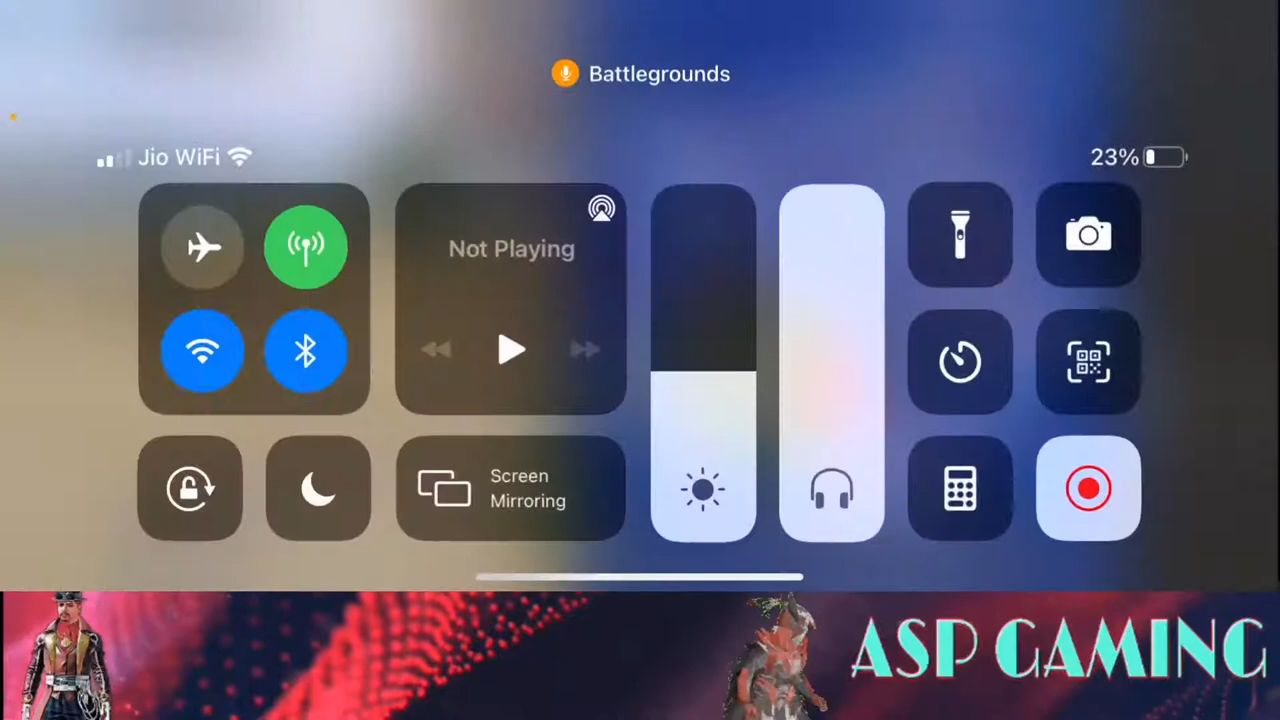 Battlegrounds
Jio WiFi
23%
Not Playing
Screen
Mirroring
ASP GAMING